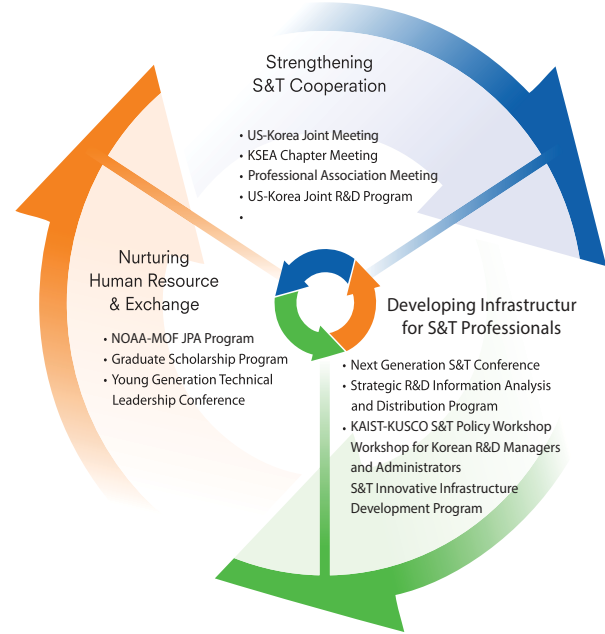 Strengthening
S&T Cooperation
• US-Korea Joint Meeting
• KSEA Chapter Meeting
• Professional Association Meeting
• US-Korea Joint R&D Program
•
Nurturing
Human Resource
& Exchange
• NOAA-MOF JPA Program
• Graduate Scholarship Program
• Young Generation Technical
Leadership Conference
Developing Infrastructur
for S&T Professionals
• Next Generation S&T Conference
• Strategic R&D Information Analysis
and Distribution Program
• KAIST-KUSCO S&T Policy Workshop
Workshop for Korean R&D Managers
and Administrators
S&T Innovative Infrastructure
Development Program